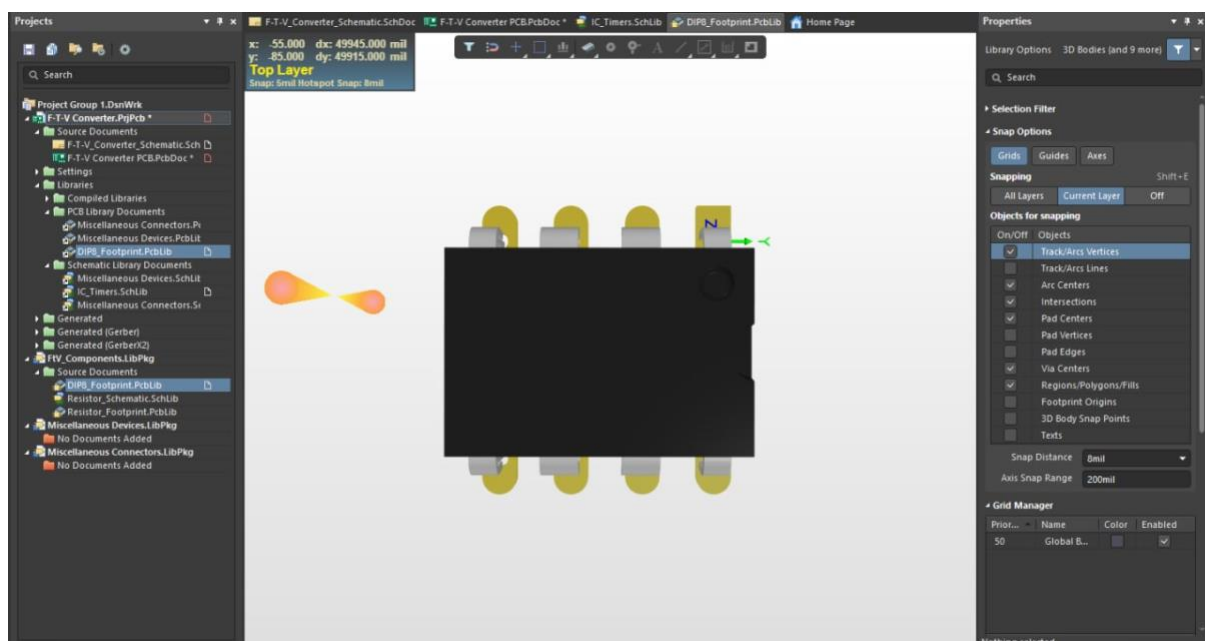 Projects
F-T-V_Converter_Schematic.SchDoc
F-T-V Converter PCB.PcbDoc *
IC_Timers.SchLib
DIP8_Footprint.PcbLib
Home Page
Properties
x: -55.000 dx: 49945.000 mil
y: -85.000 dy: 49915.000 mil
Top Layer
Snap: 5mil Hotspot Snap: 8mil
Search
Project Group 1.DsnWrk
F-T-V Converter.PrjPcb *
Source Documents
F-T-V_Converter_Schematic.Sch
F-T-V Converter PCB.PcbDoc *
Settings
Libraries
Compiled Libraries
PCB Library Documents
Miscellaneous Connectors.P
Miscellaneous Devices.PcbLib
DIP8_Footprint.PcbLib
Schematic Library Documents
Miscellaneous Devices.SchLib
IC_Timers.SchLib
Miscellaneous Connectors.S
Generated
Generated (Gerber)
Generated (GerberX2)
FtV_Components.LibPkg
Source Documents
DIP8_Footprint.PcbLib
Resistor_Schematic.SchLib
Resistor_Footprint.PcbLib
Miscellaneous Devices.LibPkg
No Documents Added
Miscellaneous Connectors.LibPkg
No Documents Added
Z
Y
Library Options 3D Bodies (and 9 more)
Search
Selection Filter
Snap Options
Grids Guides Axes
Snapping Shift+E
All Layers Current Layer Off
Objects for snapping
On/Off Objects
Track/Arcs Vertices
Track/Arcs Lines
Arc Centers
Intersections
Pad Centers
Pad Vertices
Pad Edges
Via Centers
Regions/Polygons/Fills
Footprint Origins
3D Body Snap Points
Texts
Snap Distance 8mil
Axis Snap Range 200mil
Grid Manager
Prior... Name Color Enabled
50 Global B...
Nothing selected